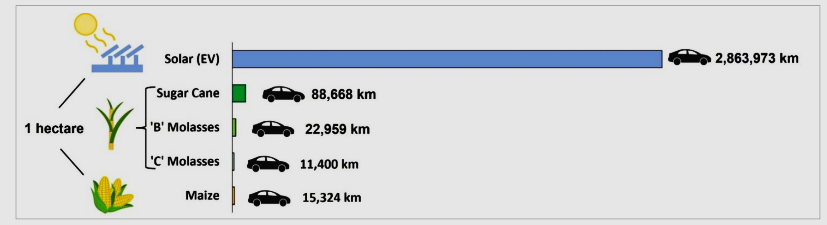 Solar (EV) 2,863,973 km
Sugar Cane 88,668 km
1 hectare
'B' Molasses 22,959 km
'C' Molasses 11,400 km
Maize 15,324 km